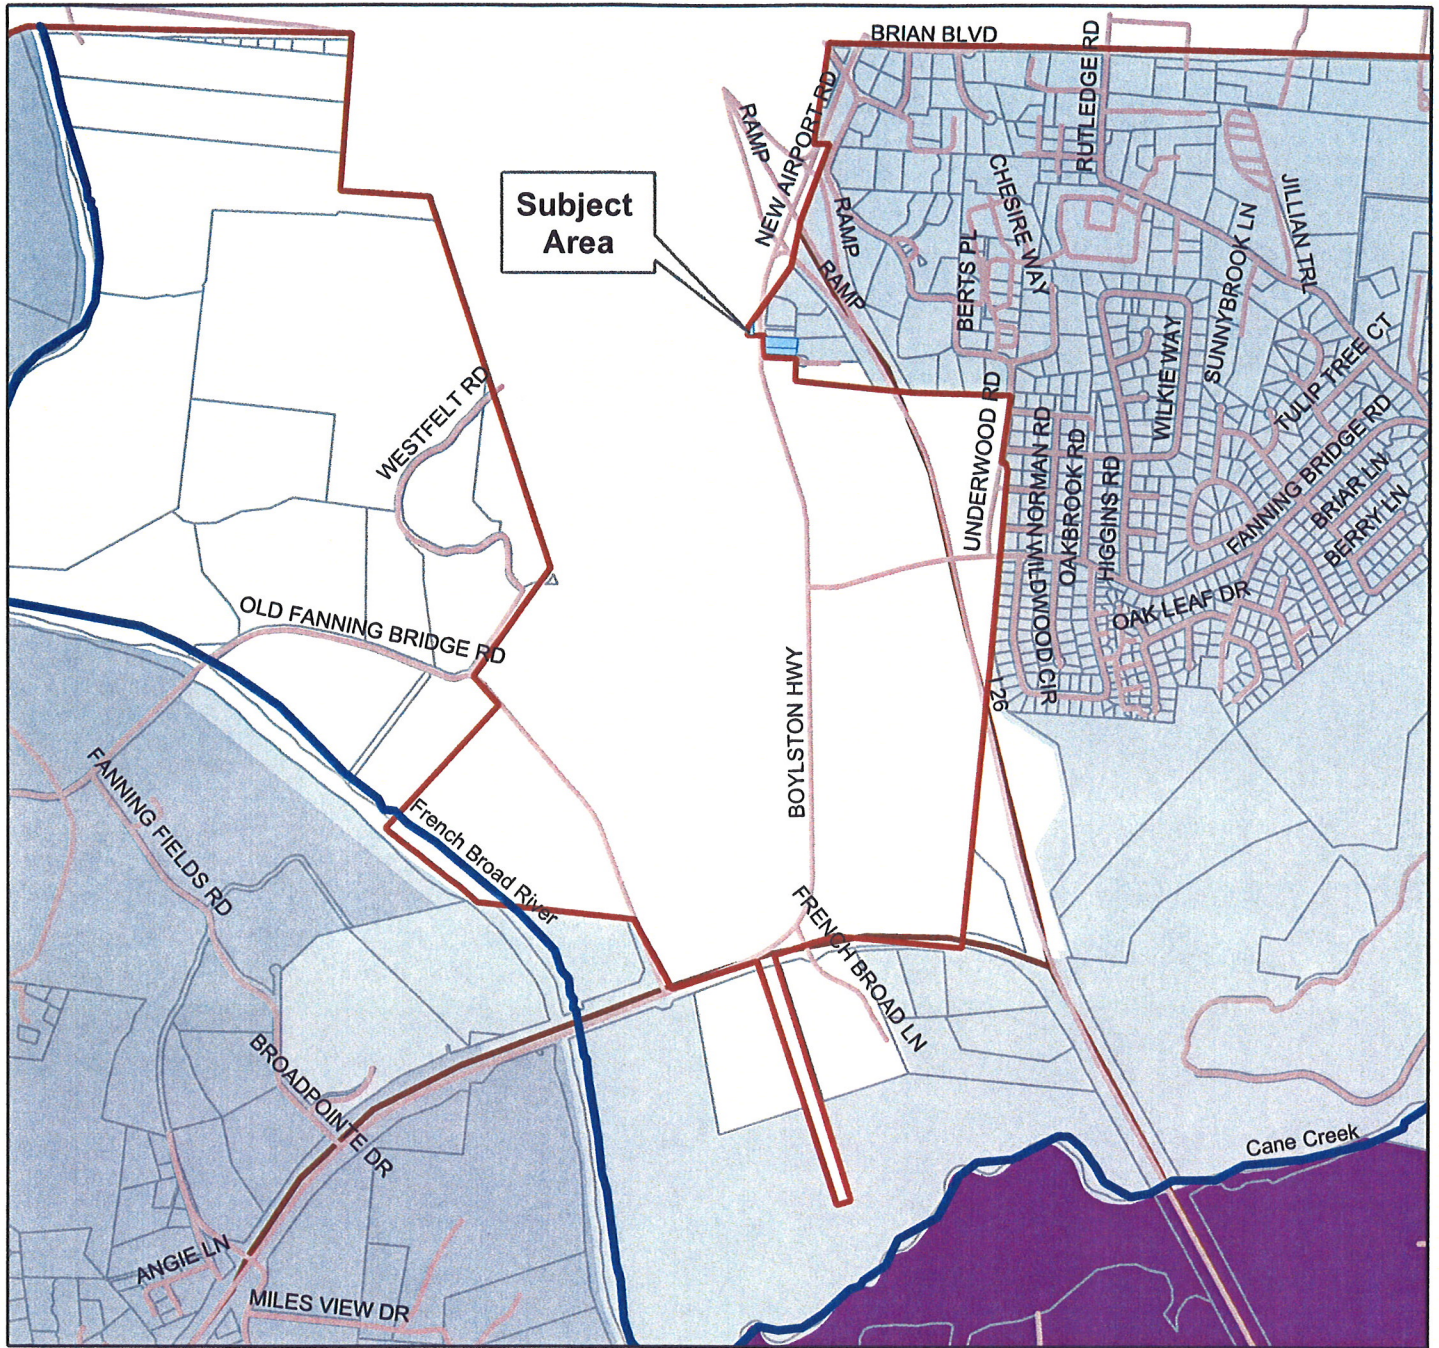 BRIAN BLVD
RUTLEDGE RD
RAMP
NEW AIRPORT RD
CHESIRE WAY
JILLIAN TRL
Subject
Area
RAMP
SUNNYBROOK LN
BERTS PL
RAMP
WILKIE WAY
TULIP TREE CT
WESTFELT RD
UNDERWOOD RD
NORMAN RD
OAKBROOK RD
HIGGINS RD
FANNING BRIDGE RD
BRIAR LN
BERRY LN
WILDWOOD CIR
OAK LEAF DR
OLD FANNING BRIDGE RD
I 26
BOYLSTON HWY
FANNING FIELDS RD
French Broad River
FRENCH BROAD LN
BROADPOINTE DR
Cane Creek
ANGIE LN
MILES VIEW DR